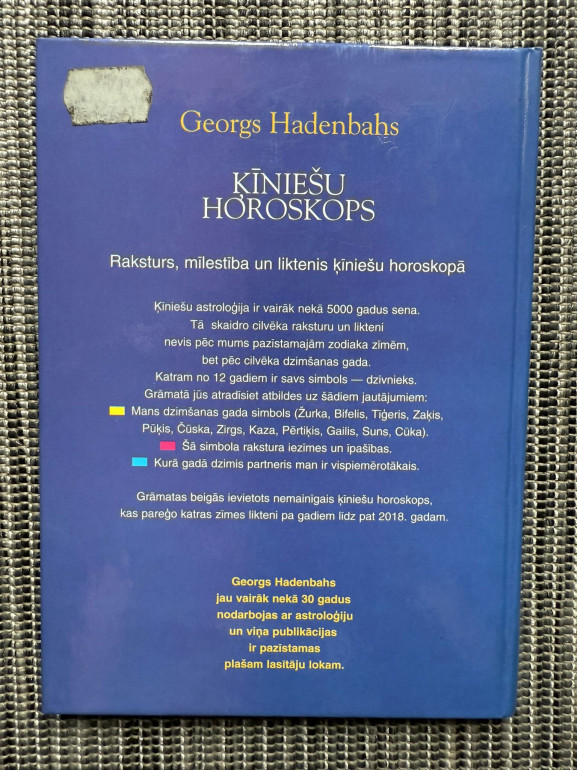 Georgs Hadenbahs
ĶĪNIEŠU
HOROSKOPS
Raksturs, mīlestība un liktenis ķīniešu horoskopā
Ķīniešu astroloģija ir vairāk nekā 5000 gadus sena.
Tā skaidro cilvēka raksturu un likteni
nevis pēc mums pazīstamajām zodiaka zīmēm,
bet pēc cilvēka dzimšanas gada.
Katram no 12 gadiem ir savs simbols — dzīvnieks.
Grāmatā jūs atradīsiet atbildes uz šādiem jautājumiem:
Mans dzimšanas gada simbols (Žurka, Bifelis, Tīģeris, Zaķis,
Pūķis, Čūska, Zirgs, Kaza, Pērtiķis, Gailis, Suns, Cūka).
Šā simbola rakstura iezīmes un īpašības.
Kurā gadā dzimis partneris man ir vispiemērotākais.
Grāmatas beigās ievietots nemainīgais ķīniešu horoskops,
kas pareģo katras zīmes likteni pa gadiem līdz pat 2018. gadam.
Georgs Hadenbahs
jau vairāk nekā 30 gadus
nodarbojas ar astroloģiju
un viņa publikācijas
ir pazīstamas
plašam lasītāju lokam.